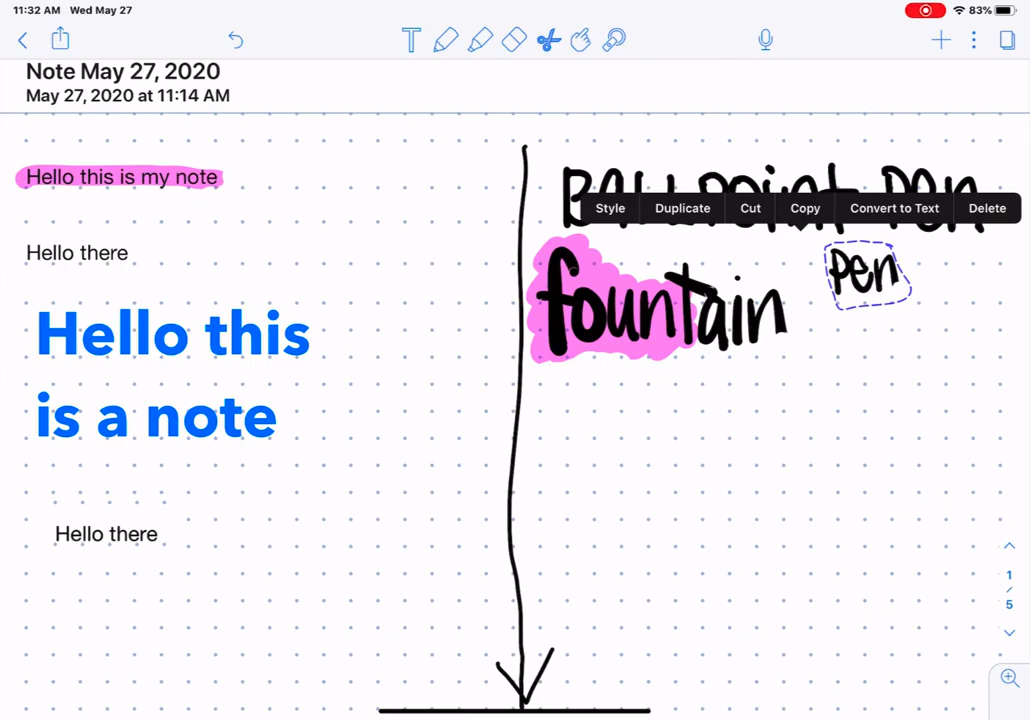 11:32 AM Wed May 27
83%
Note May 27, 2020
May 27, 2020 at 11:14 AM
Hello this is my note
Hello there
Hello this
is a note
Hello there
Ballpoint Pen
Style Duplicate Cut Copy Convert to Text Delete
fountain pen
1
/
5